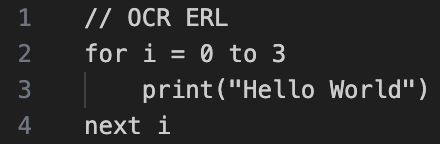 1 // OCR ERL
2 for i = 0 to 3
3     print("Hello World")
4 next i